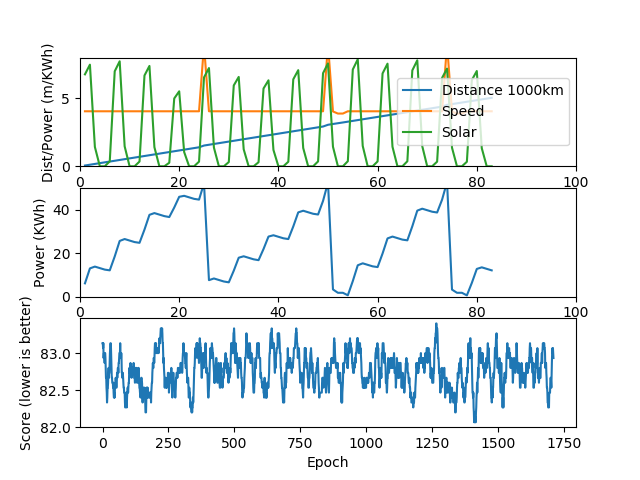 Dist/Power (m/KWh)
5
0
Distance 1000km
Speed
Solar
0 20 40 60 80 100
Power (KWh)
40
20
0
0 20 40 60 80 100
Score (lower is better)
83.0
82.5
82.0
0 250 500 750 1000 1250 1500 1750
Epoch